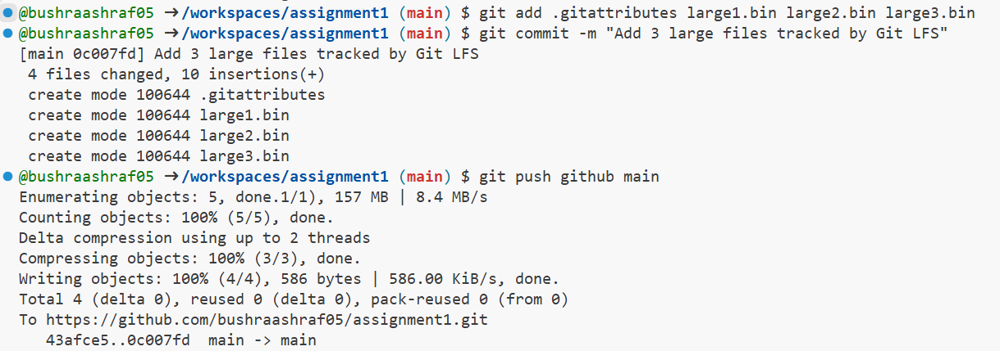 @bushraashraf05 ➜/workspaces/assignment1 (main) $ git add .gitattributes large1.bin large2.bin large3.bin
@bushraashraf05 ➜/workspaces/assignment1 (main) $ git commit -m "Add 3 large files tracked by Git LFS"
[main 0c007fd] Add 3 large files tracked by Git LFS
 4 files changed, 10 insertions(+)
 create mode 100644 .gitattributes
 create mode 100644 large1.bin
 create mode 100644 large2.bin
 create mode 100644 large3.bin
@bushraashraf05 ➜/workspaces/assignment1 (main) $ git push github main
Enumerating objects: 5, done.1/1), 157 MB | 8.4 MB/s
Counting objects: 100% (5/5), done.
Delta compression using up to 2 threads
Compressing objects: 100% (3/3), done.
Writing objects: 100% (4/4), 586 bytes | 586.00 KiB/s, done.
Total 4 (delta 0), reused 0 (delta 0), pack-reused 0 (from 0)
To https://github.com/bushraashraf05/assignment1.git
   43afce5..0c007fd  main -> main